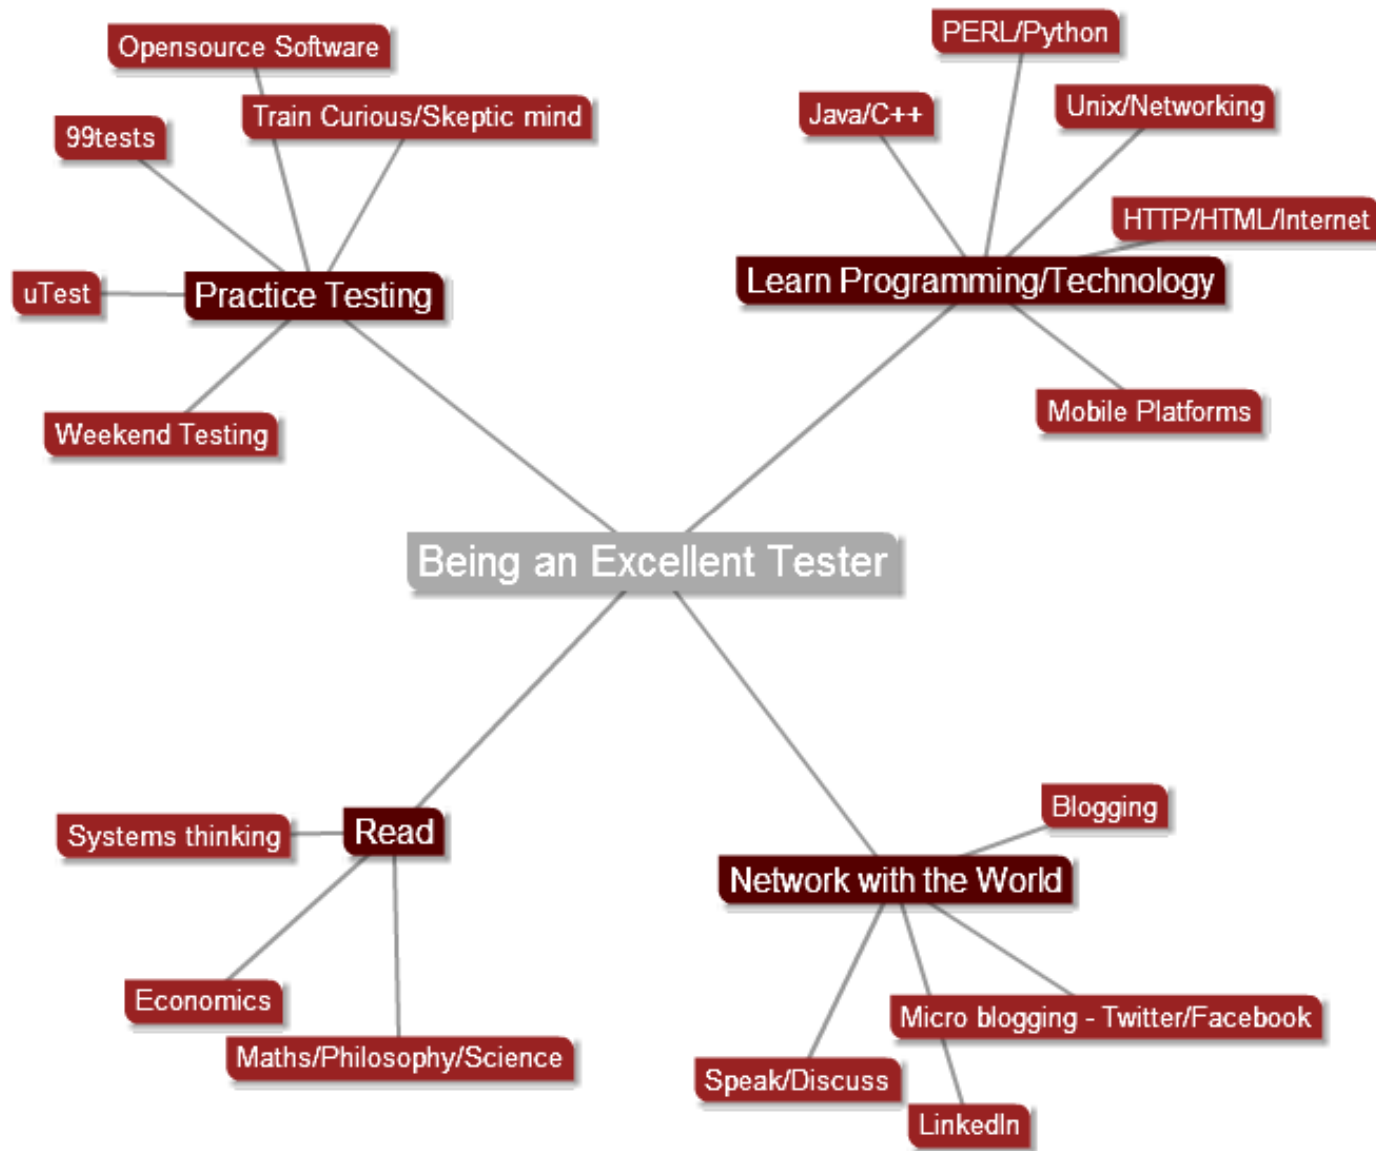 Opensource Software
Train Curious/Skeptic mind
99tests
uTest
Practice Testing
Weekend Testing
PERL/Python
Java/C++
Unix/Networking
HTTP/HTML/Internet
Learn Programming/Technology
Mobile Platforms
Being an Excellent Tester
Systems thinking
Read
Economics
Maths/Philosophy/Science
Blogging
Network with the World
Micro blogging - Twitter/Facebook
Speak/Discuss
LinkedIn